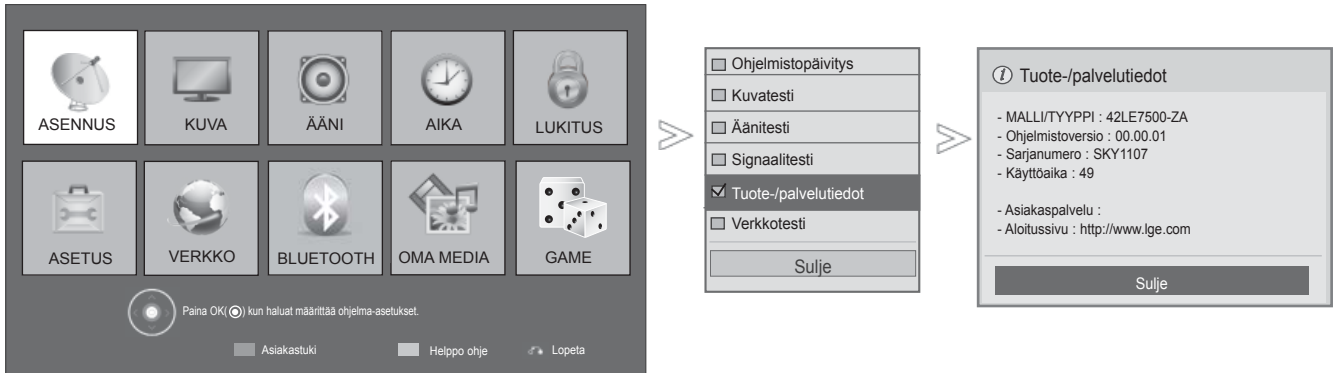 ASENNUS
KUVA
ÄÄNI
AIKA
LUKITUS
ASETUS
VERKKO
BLUETOOTH
OMA MEDIA
GAME
Paina OK(◉) kun haluat määrittää ohjelma-asetukset.
Asiakastuki
Helppo ohje
Lopeta
Ohjelmistopäivitys
Kuvatesti
Äänitesti
Signaalitesti
Tuote-/palvelutiedot
Verkkotesti
Sulje
i Tuote-/palvelutiedot
- MALLI/TYYPPI : 42LE7500-ZA
- Ohjelmistoversio : 00.00.01
- Sarjanumero : SKY1107
- Käyttöaika : 49
- Asiakaspalvelu :
- Aloitussivu : http://www.lge.com
Sulje